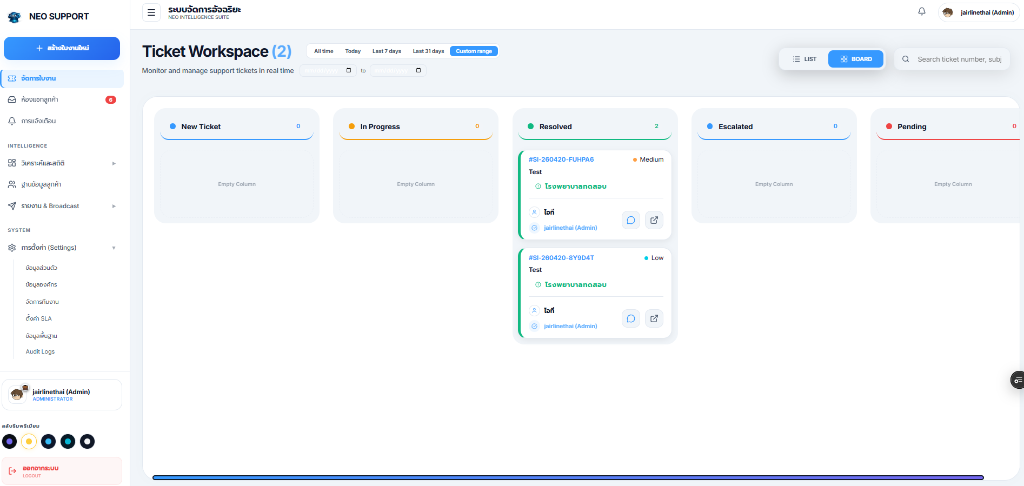 NEO SUPPORT
ระบบจัดการอัจฉริยะ
NEO INTELLIGENCE SUITE
jairlinethai (Admin)
+ สร้างใบงานใหม่
จัดการใบงาน
ห้องแชทลูกค้า
6
การแจ้งเตือน
INTELLIGENCE
วิเคราะห์และสถิติ
ฐานข้อมูลลูกค้า
รายงาน & Broadcast
SYSTEM
การตั้งค่า (Settings)
ข้อมูลส่วนตัว
ข้อมูลองค์กร
จัดการทีมงาน
ตั้งค่า SLA
ข้อมูลพื้นฐาน
Audit Logs
jairlinethai (Admin)
ADMINISTRATOR
ออกจากระบบ
LOGOUT
Ticket Workspace (2)
All time
Today
Last 7 days
Last 31 days
Custom range
Monitor and manage support tickets in real time
to
LIST
BOARD
Search ticket number, subj
New Ticket
0
Empty Column
In Progress
0
Empty Column
Resolved
2
#SI-260420-FUHPA6
Medium
Test
โรงพยาบาลทดสอบ
ไอที
jairlinethai (Admin)
#SI-260420-8Y9D4T
Low
Test
โรงพยาบาลทดสอบ
ไอที
jairlinethai (Admin)
Escalated
0
Empty Column
Pending
0
Empty Column